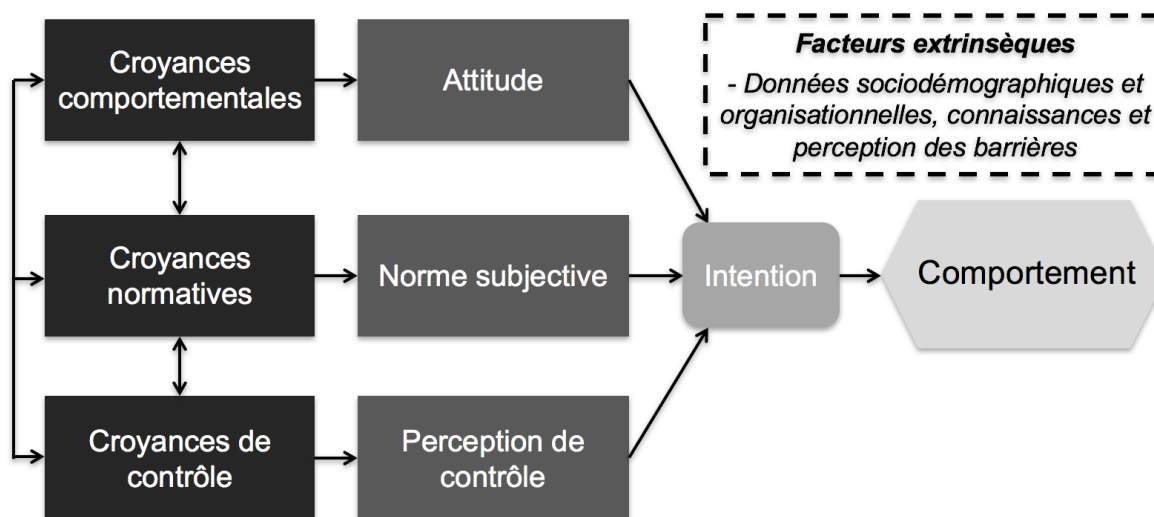 Croyances
comportementales
Attitude
Facteurs extrinsèques
- Données sociodémographiques et
organisationnelles, connaissances et
perception des barrières
Croyances
normatives
Norme subjective
Intention
Comportement
Croyances de
contrôle
Perception de
contrôle